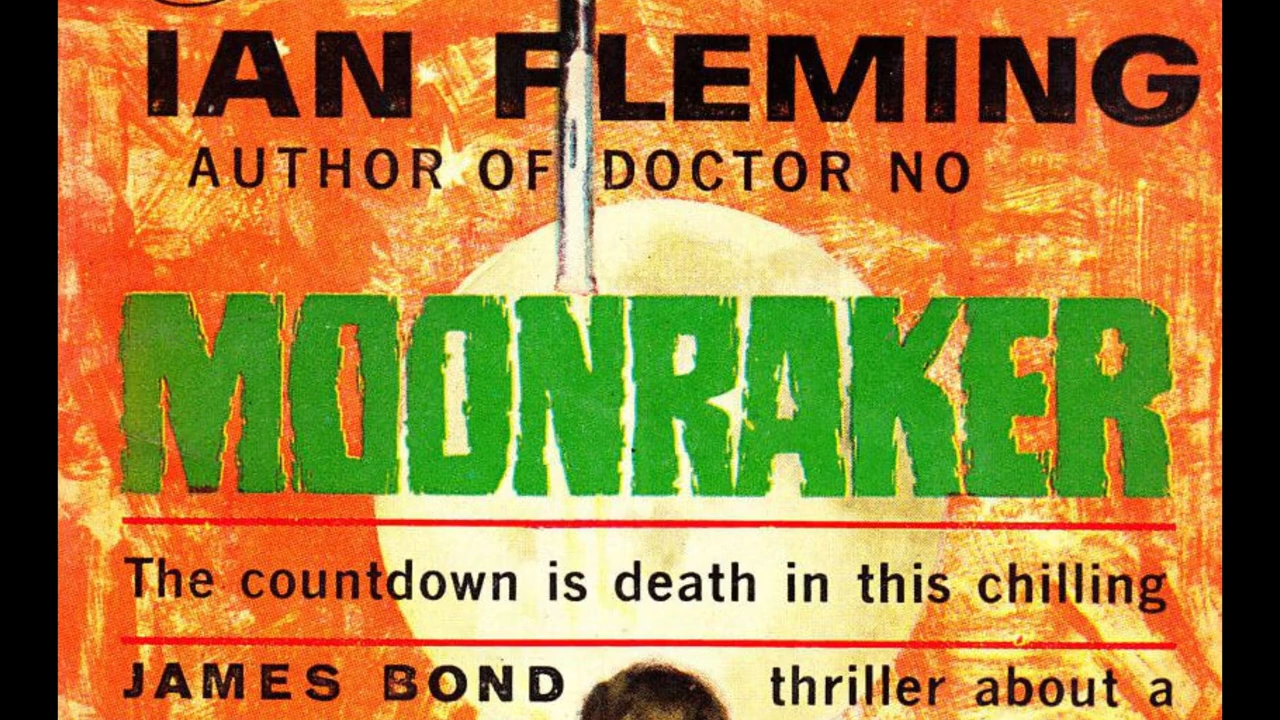 IAN FLEMING
AUTHOR OF DOCTOR NO
MOONRAKER
The countdown is death in this chilling
JAMES BOND thriller about a